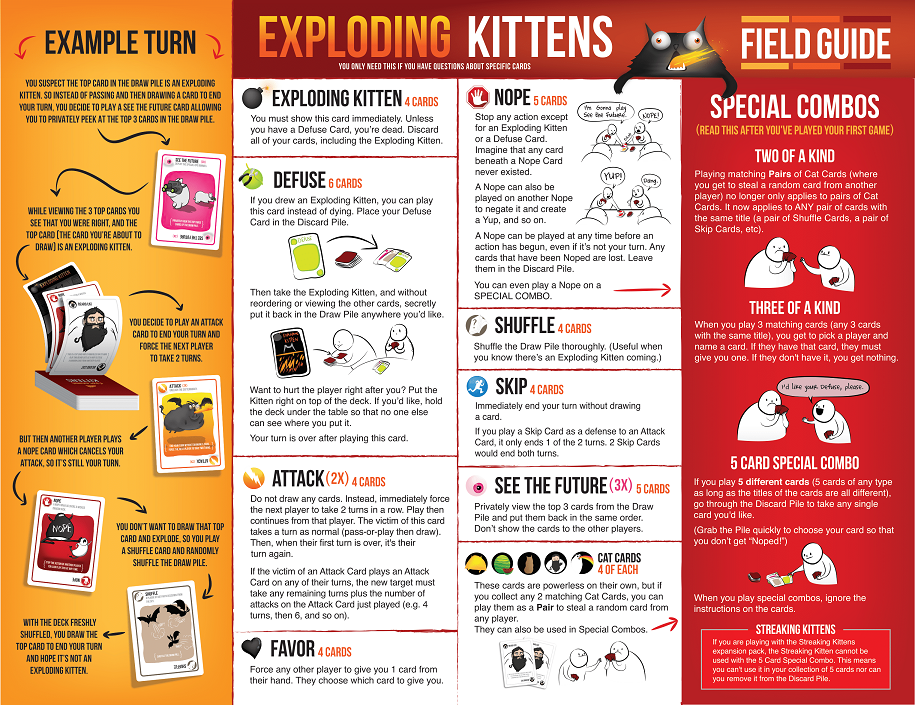 EXAMPLE TURN
YOU SUSPECT THE TOP CARD IN THE DRAW PILE IS AN EXPLODING
KITTEN. SO INSTEAD OF PASSING AND THEN DRAWING A CARD TO END
YOUR TURN, YOU DECIDE TO PLAY A SEE THE FUTURE CARD ALLOWING
YOU TO PRIVATELY PEEK AT THE TOP 3 CARDS IN THE DRAW PILE.
SEE THE FUTURE
WHILE VIEWING THE 3 TOP CARDS YOU
SEE THAT YOU WERE RIGHT, AND THE
TOP CARD (THE CARD YOU'RE ABOUT TO
DRAW) IS AN EXPLODING KITTEN.
YOU DECIDE TO PLAY AN ATTACK
CARD TO END YOUR TURN AND
FORCE THE NEXT PLAYER
TO TAKE 2 TURNS.
ATTACK
BUT THEN ANOTHER PLAYER PLAYS
A NOPE CARD WHICH CANCELS YOUR
ATTACK, SO IT'S STILL YOUR TURN.
NOPE
NOPE
YOU DON'T WANT TO DRAW THAT TOP
CARD AND EXPLODE, SO YOU PLAY
A SHUFFLE CARD AND RANDOMLY
SHUFFLE THE DRAW PILE.
SHUFFLE
WITH THE DECK FRESHLY
SHUFFLED, YOU DRAW THE
TOP CARD TO END YOUR TURN
AND HOPE IT'S NOT AN
EXPLODING KITTEN.
EXPLODING KITTENS
YOU ONLY NEED THIS IF YOU HAVE QUESTIONS ABOUT SPECIFIC CARDS
EXPLODING KITTEN 4 CARDS
You must show this card immediately. Unless
you have a Defuse Card, you're dead. Discard
all of your cards, including the Exploding Kitten.
DEFUSE 6 CARDS
If you drew an Exploding Kitten, you can play
this card instead of dying. Place your Defuse
Card in the Discard Pile.
Then take the Exploding Kitten, and without
reordering or viewing the other cards, secretly
put it back in the Draw Pile anywhere you'd like.
Want to hurt the player right after you? Put the
Kitten right on top of the deck. If you'd like, hold
the deck under the table so that no one else
can see where you put it.
Your turn is over after playing this card.
ATTACK (2X) 4 CARDS
Do not draw any cards. Instead, immediately force
the next player to take 2 turns in a row. Play then
continues from that player. The victim of this card
takes a turn as normal (pass-or-play then draw).
Then, when their first turn is over, it's their
turn again.
If the victim of an Attack Card plays an Attack
Card on any of their turns, the new target must
take any remaining turns plus the number of
attacks on the Attack Card just played (e.g. 4
turns, then 6, and so on).
FAVOR 4 CARDS
Force any other player to give you 1 card from
their hand. They choose which card to give you.
NOPE 5 CARDS
Stop any action except
for an Exploding Kitten
or a Defuse Card.
Imagine that any card
beneath a Nope Card
never existed.
I'm Gonna play
See the Future.
NOPE!
A Nope can also be
played on another Nope
to negate it and create
a Yup, and so on.
YUP!
Dang.
A Nope can be played at any time before an
action has begun, even if it's not your turn. Any
cards that have been Noped are lost. Leave
them in the Discard Pile.
You can even play a Nope on a
SPECIAL COMBO.
SHUFFLE 4 CARDS
Shuffle the Draw Pile thoroughly. (Useful when
you know there's an Exploding Kitten coming.)
SKIP 4 CARDS
Immediately end your turn without drawing
a card.
If you play a Skip Card as a defense to an Attack
Card, it only ends 1 of the 2 turns. 2 Skip Cards
would end both turns.
SEE THE FUTURE (3X) 5 CARDS
Privately view the top 3 cards from the Draw
Pile and put them back in the same order.
Don't show the cards to the other players.
CAT CARDS
4 OF EACH
These cards are powerless on their own, but if
you collect any 2 matching Cat Cards, you can
play them as a Pair to steal a random card from
any player.
They can also be used in Special Combos.
FIELD GUIDE
SPECIAL COMBOS
(READ THIS AFTER YOU'VE PLAYED YOUR FIRST GAME)
TWO OF A KIND
Playing matching Pairs of Cat Cards (where
you get to steal a random card from another
player) no longer only applies to pairs of Cat
Cards. It now applies to ANY pair of cards with
the same title (a pair of Shuffle Cards, a pair of
Skip Cards, etc).
THREE OF A KIND
When you play 3 matching cards (any 3 cards
with the same title), you get to pick a player and
name a card. If they have that card, they must
give you one. If they don't have it, you get nothing.
I'd like your Defuse, please.
5 CARD SPECIAL COMBO
If you play 5 different cards (5 cards of any type
as long as the titles of the cards are all different),
go through the Discard Pile to take any single
card you'd like.
(Grab the Pile quickly to choose your card so that
you don't get "Noped!")
When you play special combos, ignore the
instructions on the cards.
STREAKING KITTENS
If you are playing with the Streaking Kittens
expansion pack, the Streaking Kitten cannot be
used with the 5 Card Special Combo. This means
you can't use it in your collection of 5 cards nor can
you remove it from the Discard Pile.